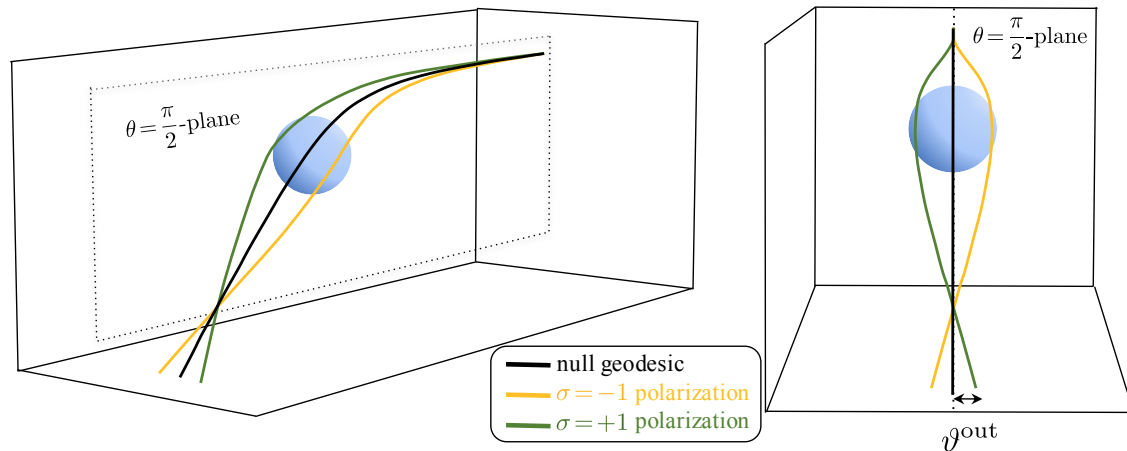 θ = π/2-plane
θ = π/2-plane
null geodesic
σ = −1 polarization
σ = +1 polarization
ϑ^out